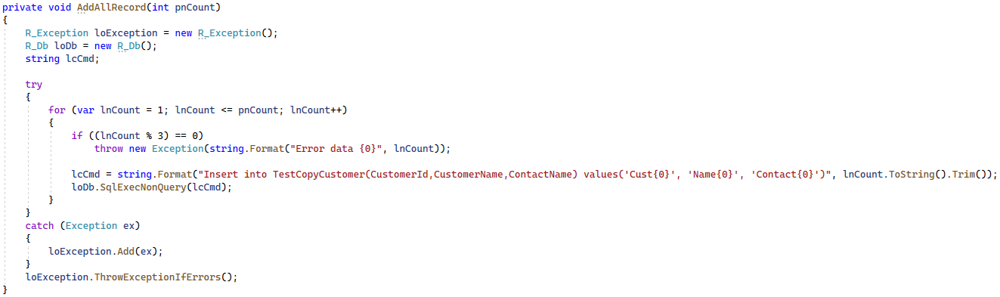 private void AddAllRecord(int pnCount)
{
    R_Exception loException = new R_Exception();
    R_Db loDb = new R_Db();
    string lcCmd;

    try
    {
        for (var lnCount = 1; lnCount <= pnCount; lnCount++)
        {
            if ((lnCount % 3) == 0)
                throw new Exception(string.Format("Error data {0}", lnCount));

            lcCmd = string.Format("Insert into TestCopyCustomer(CustomerId,CustomerName,ContactName) values('Cust{0}', 'Name{0}', 'Contact{0}')", lnCount.ToString().Trim());
            loDb.SqlExecNonQuery(lcCmd);
        }
    }
    catch (Exception ex)
    {
        loException.Add(ex);
    }
    loException.ThrowExceptionIfErrors();
}